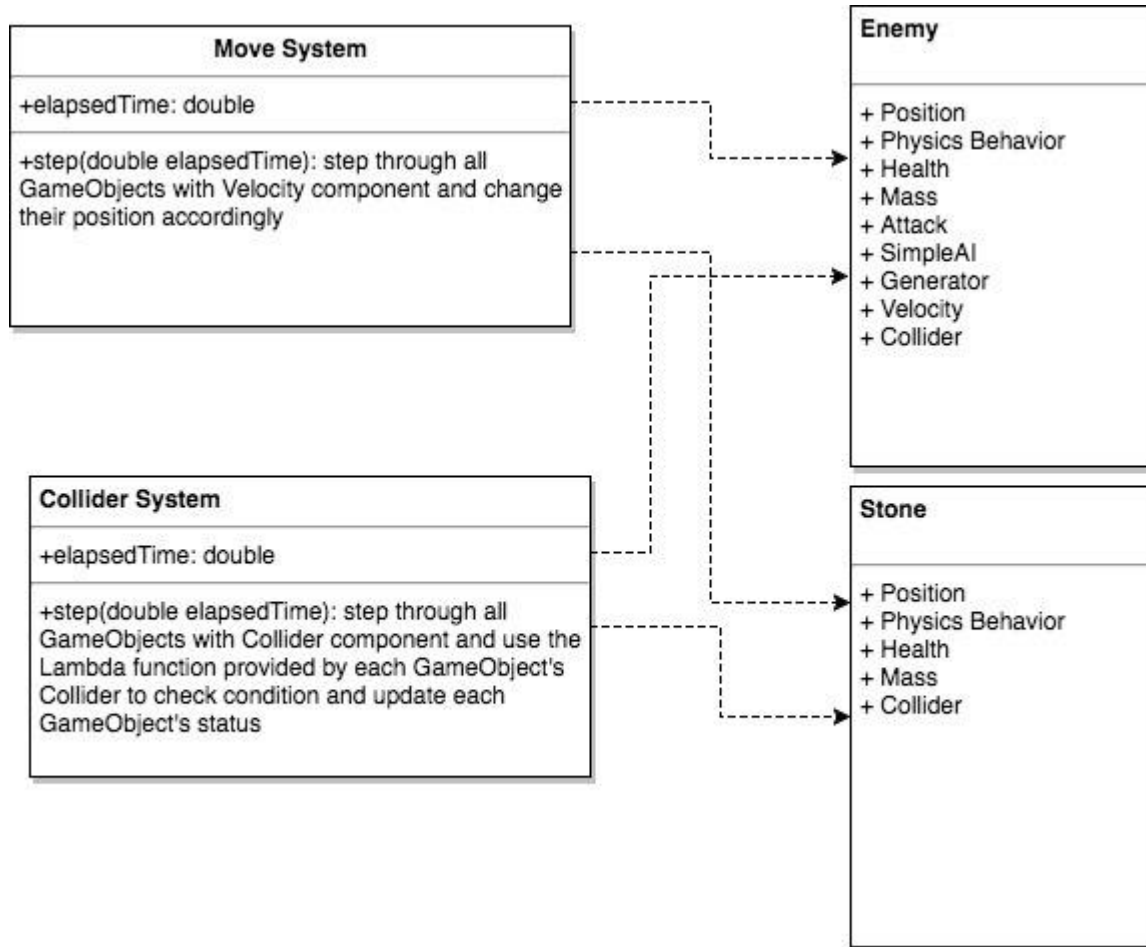 Move System
+elapsedTime: double
+step(double elapsedTime): step through all
GameObjects with Velocity component and change
their position accordingly
Enemy
+ Position
+ Physics Behavior
+ Health
+ Mass
+ Attack
+ SimpleAI
+ Generator
+ Velocity
+ Collider
Collider System
+elapsedTime: double
+step(double elapsedTime): step through all
GameObjects with Collider component and use the
Lambda function provided by each GameObject's
Collider to check condition and update each
GameObject's status
Stone
+ Position
+ Physics Behavior
+ Health
+ Mass
+ Collider